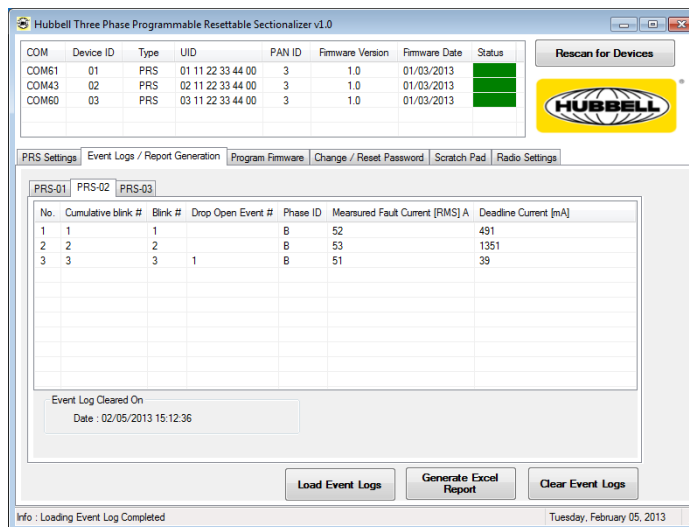 Hubbell Three Phase Programmable Resettable Sectionalizer v1.0
COM Device ID Type UID PAN ID Firmware Version Firmware Date Status
COM61 01 PRS 01 11 22 33 44 00 3 1.0 01/03/2013
COM43 02 PRS 02 11 22 33 44 00 3 1.0 01/03/2013
COM60 03 PRS 03 11 22 33 44 00 3 1.0 01/03/2013
Rescan for Devices
HUBBELL
®
PRS Settings Event Logs / Report Generation Program Firmware Change / Reset Password Scratch Pad Radio Settings
PRS-01 PRS-02 PRS-03
No. Cumulative blink # Blink # Drop Open Event # Phase ID Mearsured Fault Current [RMS] A Deadline Current [mA]
1 1 1 B 52 491
2 2 2 B 53 1351
3 3 3 1 B 51 39
Event Log Cleared On
Date : 02/05/2013 15:12:36
Load Event Logs
Generate Excel
Report
Clear Event Logs
Info : Loading Event Log Completed
Tuesday, February 05, 2013